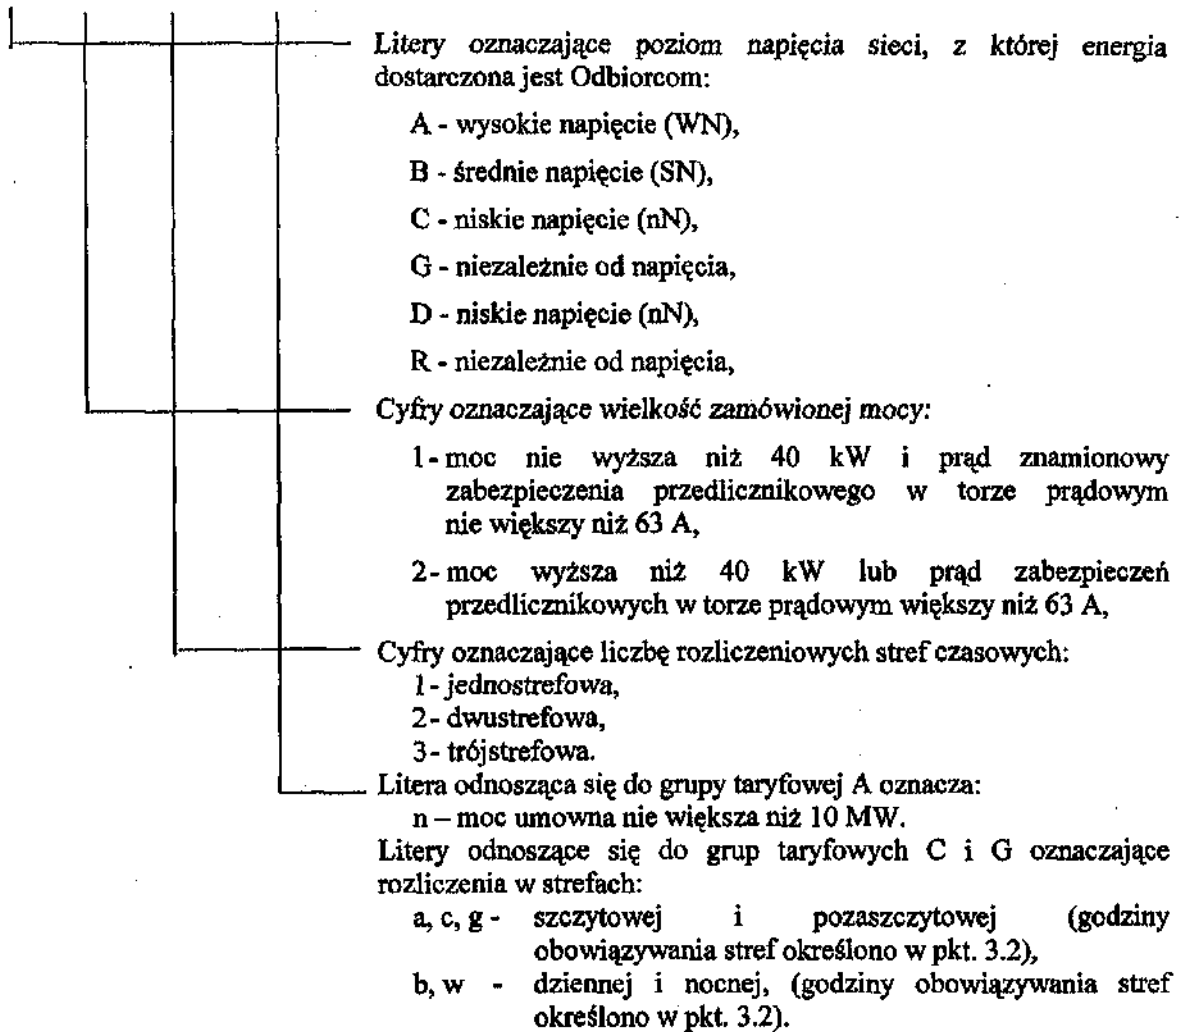 Litery oznaczające poziom napięcia sieci, z której energia
dostarczona jest Odbiorcom:
A - wysokie napięcie (WN),
B - średnie napięcie (SN),
C - niskie napięcie (nN),
G - niezależnie od napięcia,
D - niskie napięcie (nN),
R - niezależnie od napięcia,
Cyfry oznaczające wielkość zamówionej mocy:
1- moc nie wyższa niż 40 kW i prąd znamionowy
zabezpieczenia przedlicznikowego w torze prądowym
nie większy niż 63 A,
2- moc wyższa niż 40 kW lub prąd zabezpieczeń
przedlicznikowych w torze prądowym większy niż 63 A,
Cyfry oznaczające liczbę rozliczeniowych stref czasowych:
1- jednostrefowa,
2- dwustrefowa,
3- trójstrefowa.
Litera odnosząca się do grupy taryfowej A oznacza:
n – moc umowna nie większa niż 10 MW.
Litery odnoszące się do grup taryfowych C i G oznaczające
rozliczenia w strefach:
a, c, g - szczytowej i pozaszczytowej (godziny
obowiązywania stref określono w pkt. 3.2),
b, w - dziennej i nocnej, (godziny obowiązywania stref
określono w pkt. 3.2).